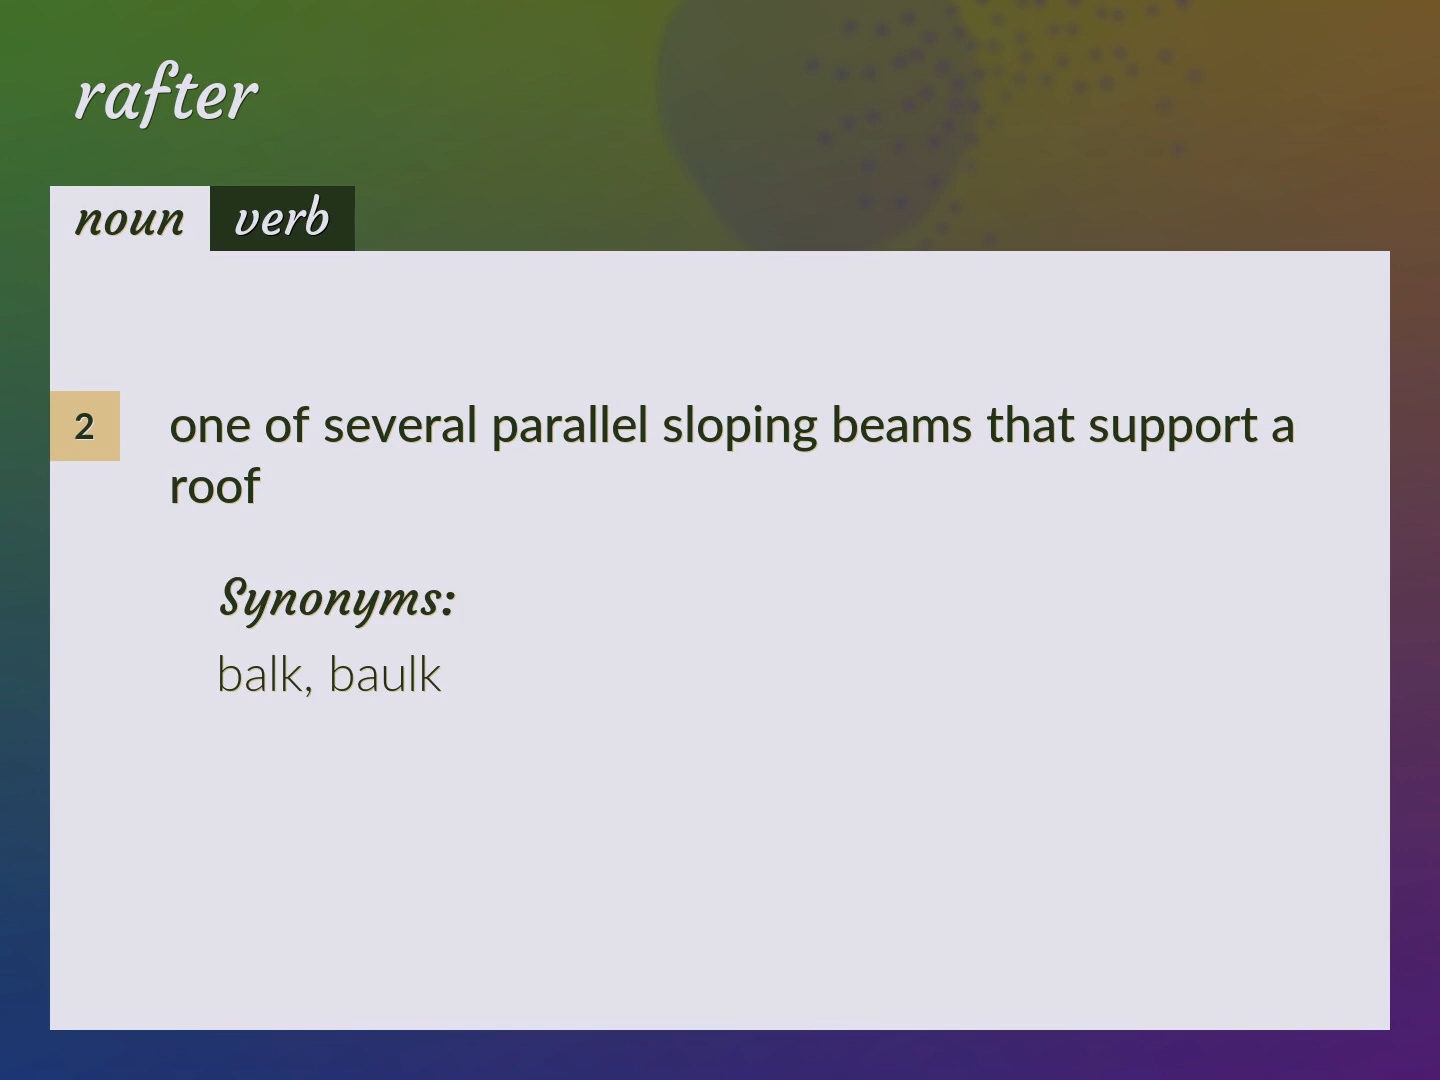 rafter
noun verb
2 one of several parallel sloping beams that support a
roof
Synonyms:
balk, baulk